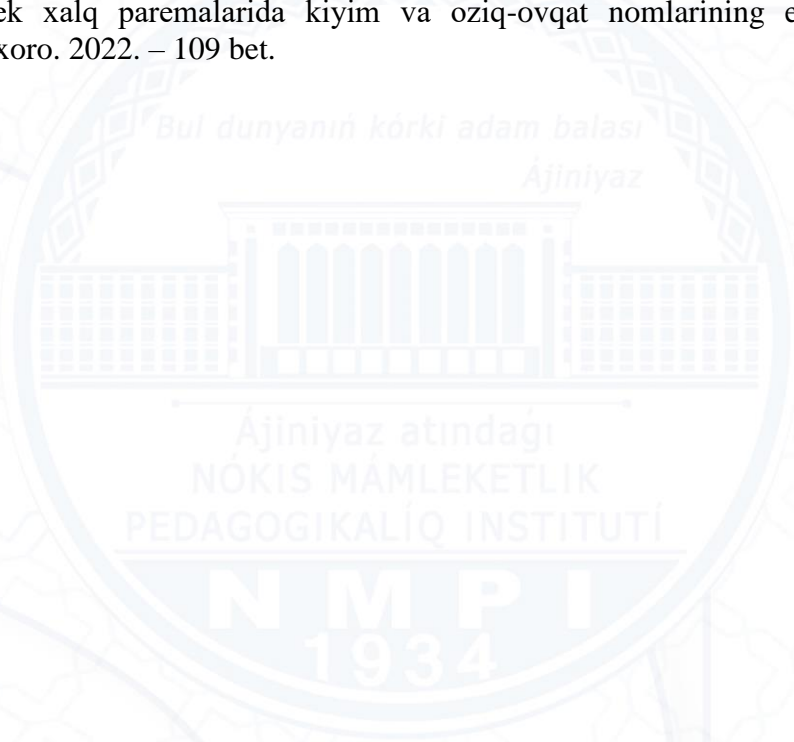 ek xalq paremalarida kiyim va oziq-ovqat nomlarining e
xoro. 2022. – 109 bet.
Bul dunyanıń kórki adam balası
Ájiniyaz
Ájiniyaz atındaǵı
NÓKIS MÁMLEKETLIK
PEDAGOGIKALÍQ INSTITUTÍ
NMPI
1934